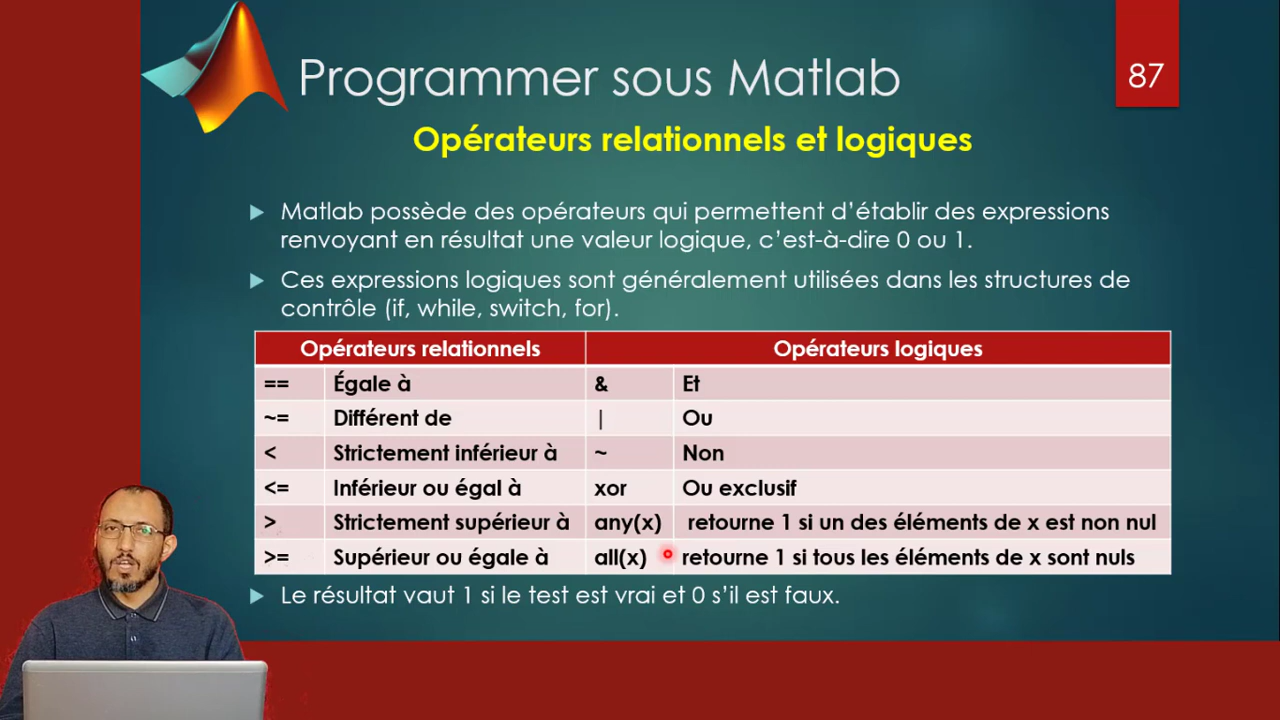 Programmer sous Matlab
87
Opérateurs relationnels et logiques
Matlab possède des opérateurs qui permettent d’établir des expressions
renvoyant en résultat une valeur logique, c’est-à-dire 0 ou 1.
Ces expressions logiques sont généralement utilisées dans les structures de
contrôle (if, while, switch, for).
Opérateurs relationnels Opérateurs logiques
== Égale à & Et
~= Différent de | Ou
< Strictement inférieur à ~ Non
<= Inférieur ou égal à xor Ou exclusif
> Strictement supérieur à any(x) retourne 1 si un des éléments de x est non nul
>= Supérieur ou égale à all(x) retourne 1 si tous les éléments de x sont nuls
Le résultat vaut 1 si le test est vrai et 0 s’il est faux.